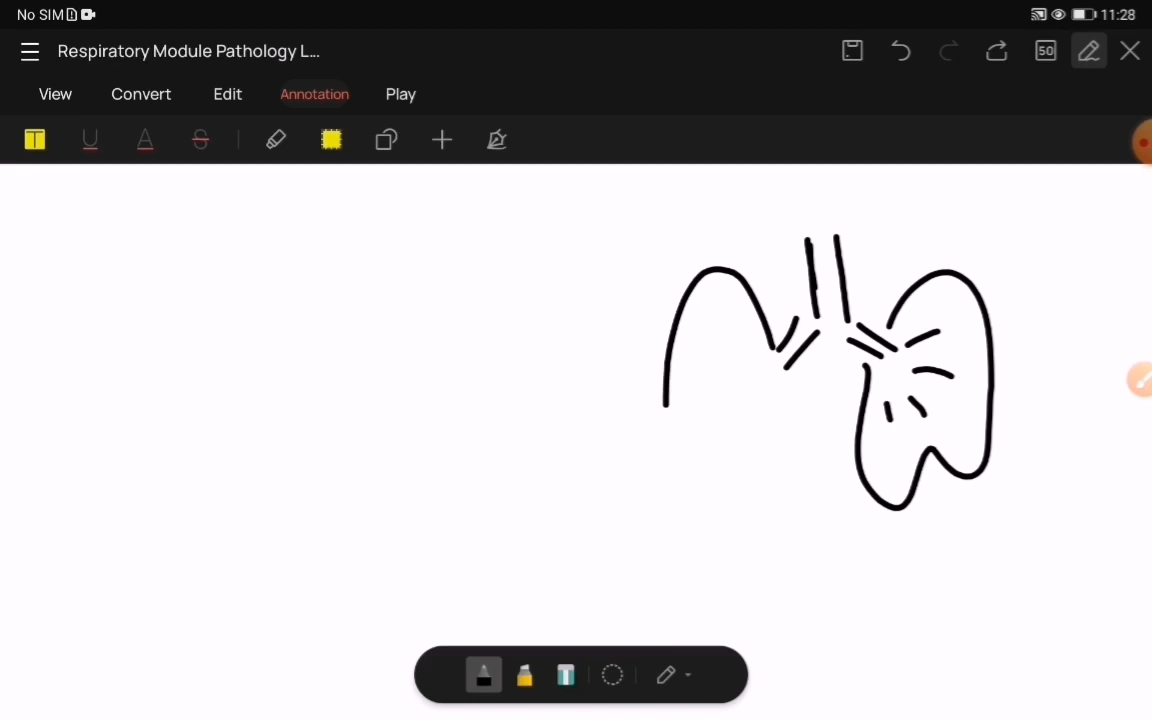 No SIM 11:28
Respiratory Module Pathology L... 50
View Convert Edit Annotation Play
T U A S